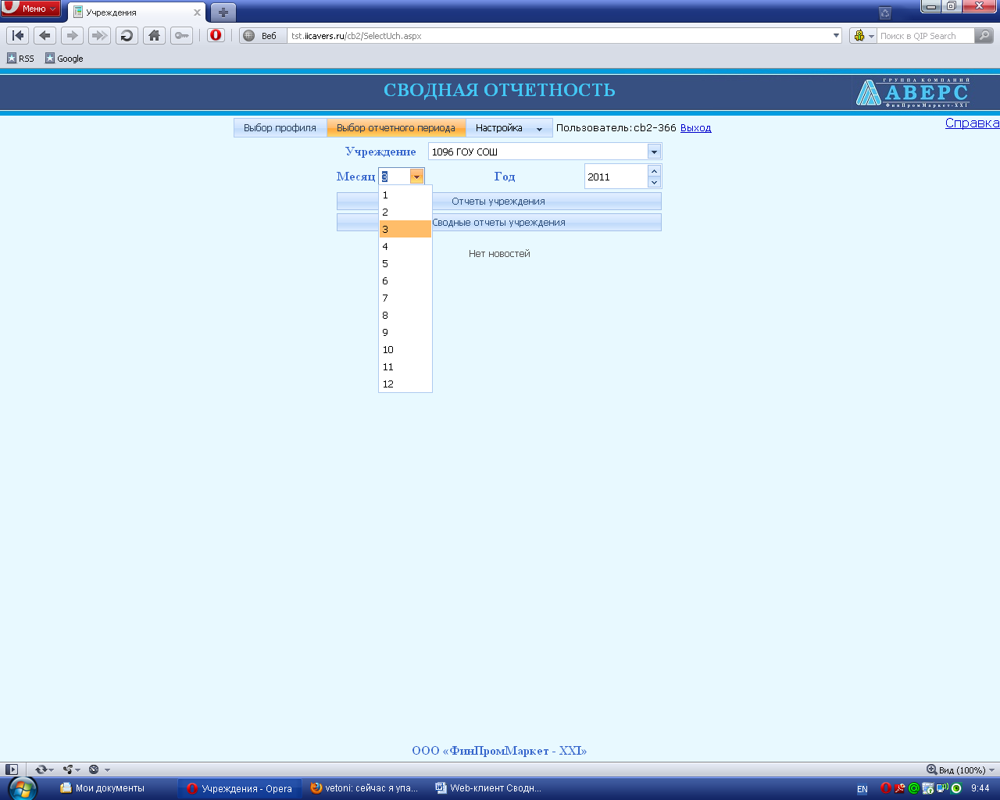 Меню
Учреждения
Веб
tst.iicavers.ru/cb2/SelectUch.aspx
Поиск в QIP Search
RSS
Google
СВОДНАЯ ОТЧЕТНОСТЬ
ГРУППА КОМПАНИЙ
АВЕРС
ФинПромМаркет-XXI
Выбор профиля
Выбор отчетного периода
Настройка
Пользователь:cb2-366 Выход
Справка
Учреждение
1096 ГОУ СОШ
Месяц
3
Год
2011
1
2
3
4
5
6
7
8
9
10
11
12
Отчеты учреждения
Сводные отчеты учреждения
Нет новостей
ООО «ФинПромМаркет - XXI»
Вид (100%)
Мои документы
Учреждения - Opera
vetoni: сейчас я упа...
Web-клиент Сводн...
EN
9:44